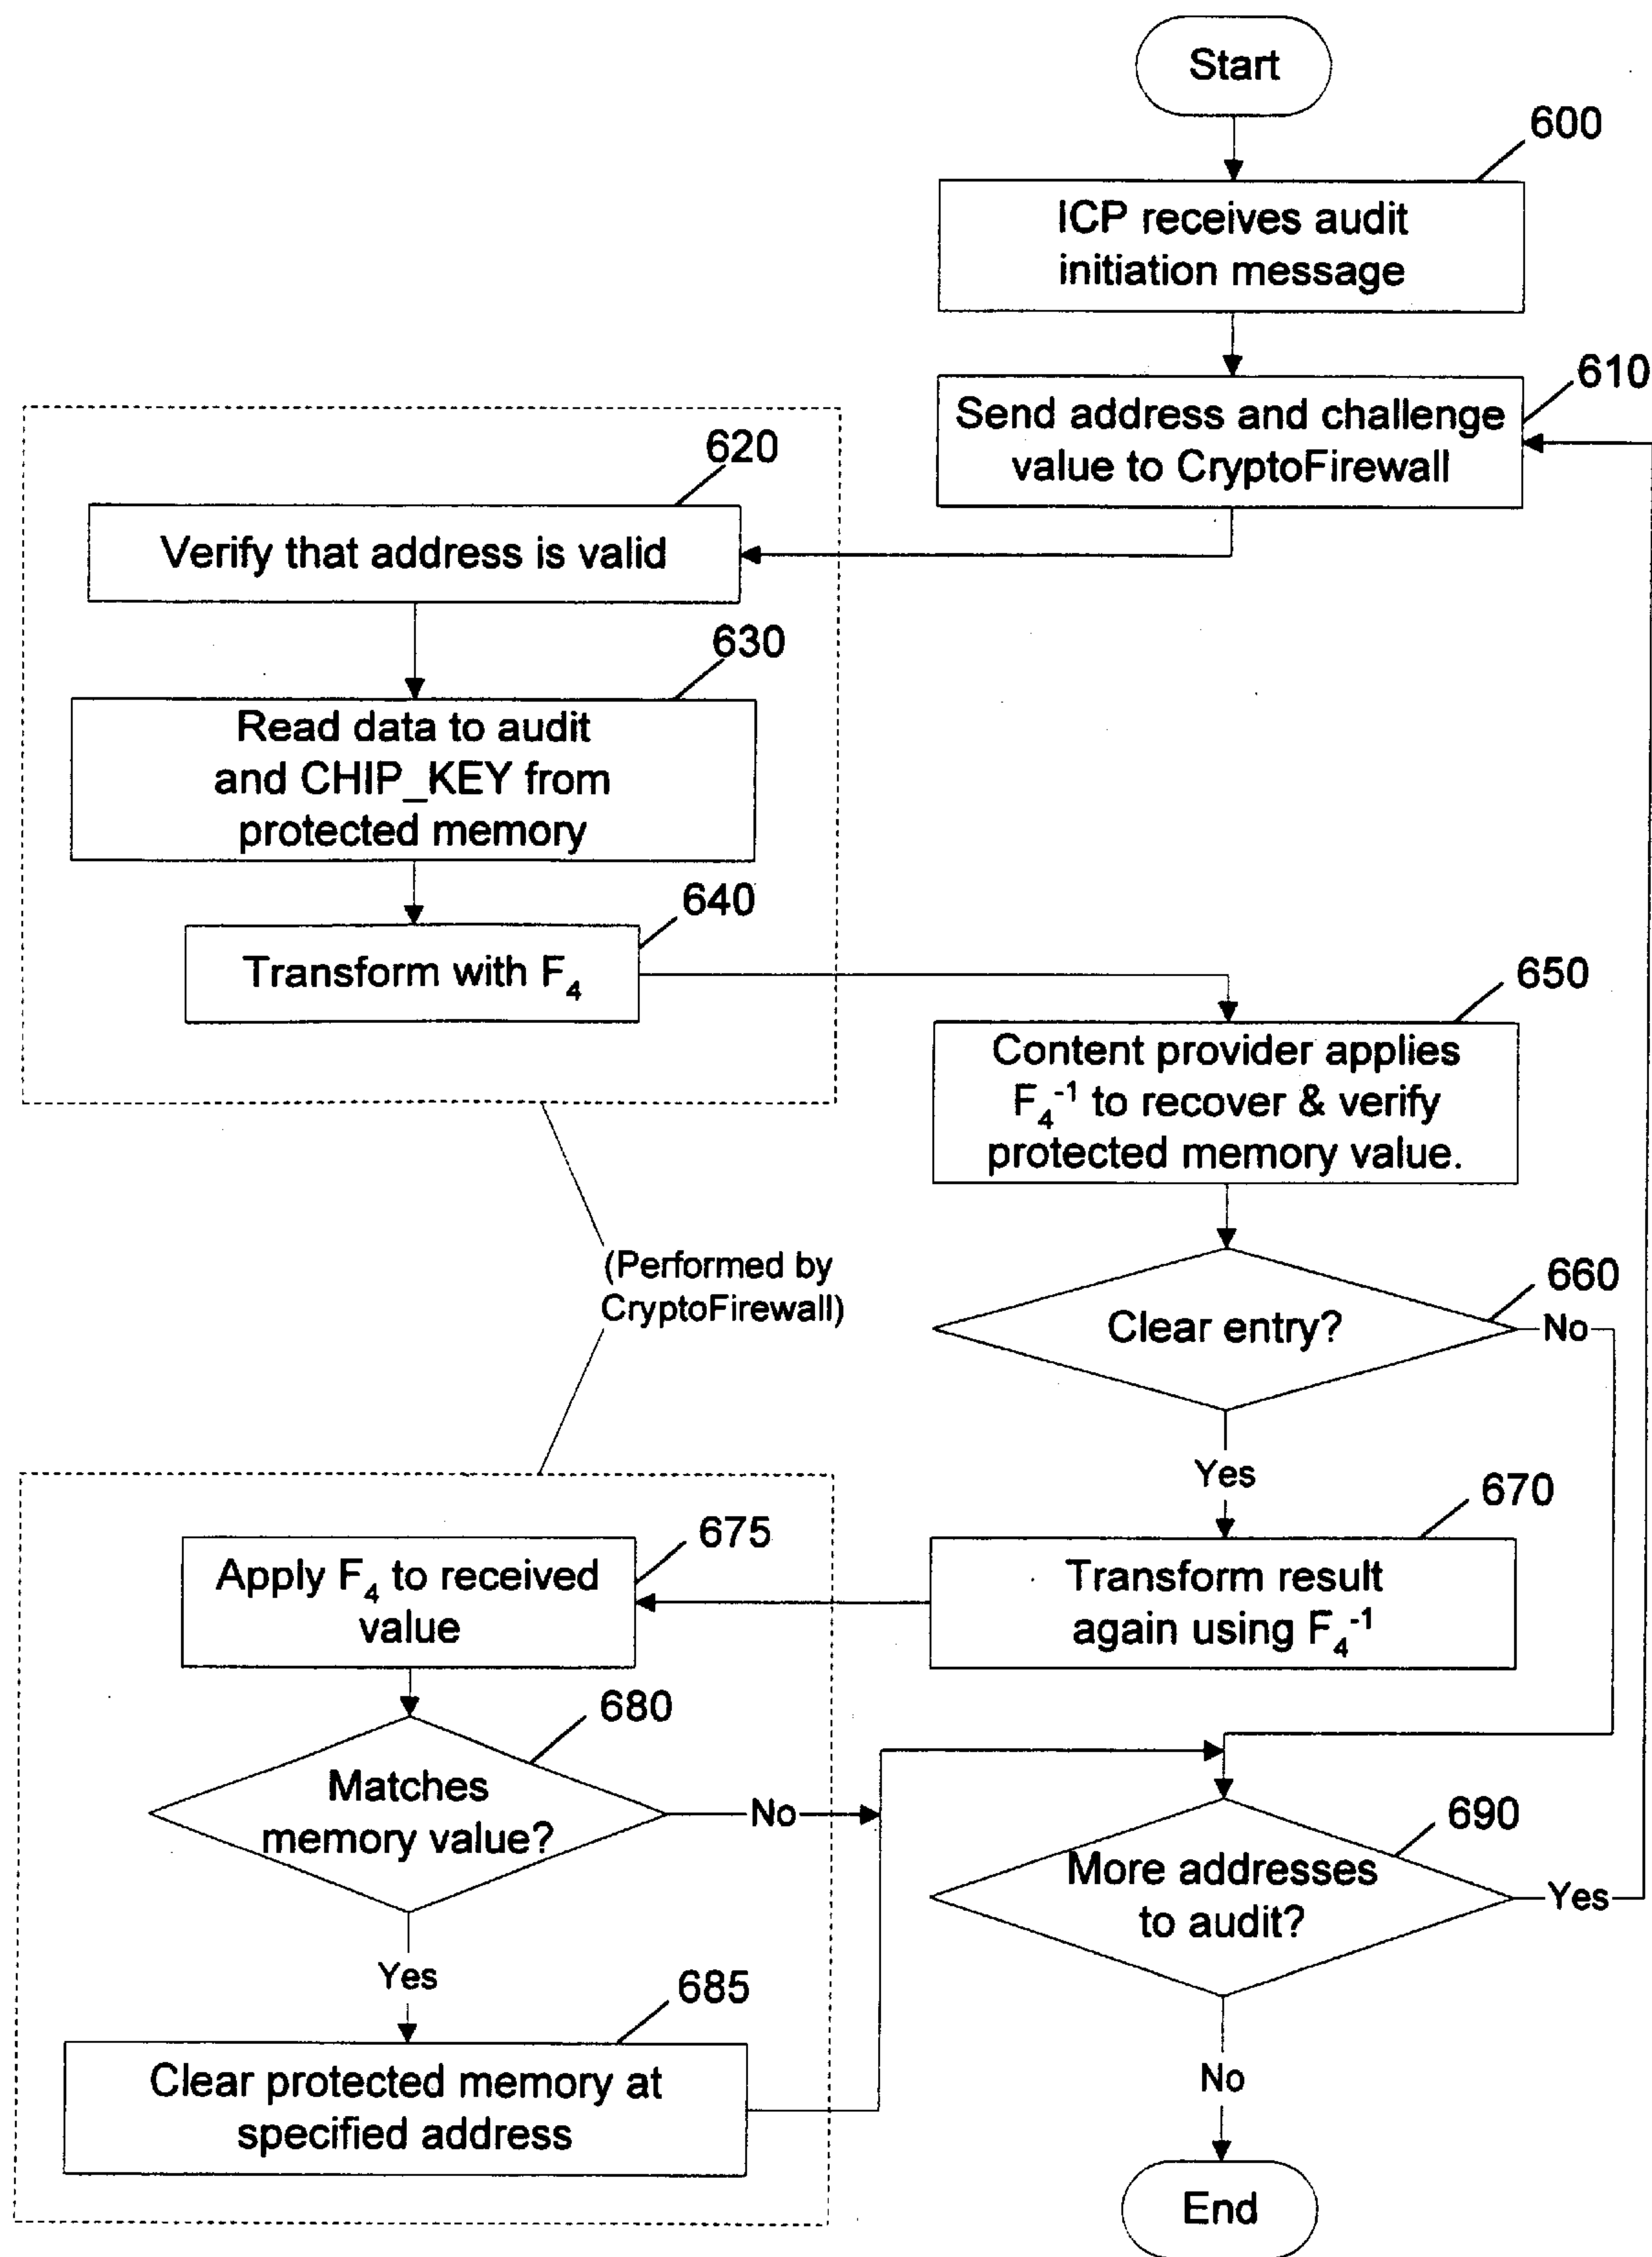 Start
600
ICP receives audit
initiation message
610
Send address and challenge
value to CryptoFirewall
620
Verify that address is valid
630
Read data to audit
and CHIP_KEY from
protected memory
640
Transform with F4
650
Content provider applies
F4-1 to recover & verify
protected memory value.
(Performed by
CryptoFirewall)
660
Clear entry?
No
Yes
670
Transform result
again using F4-1
675
Apply F4 to received
value
680
Matches
memory value?
No
Yes
685
Clear protected memory at
specified address
690
More addresses
to audit?
Yes
No
End